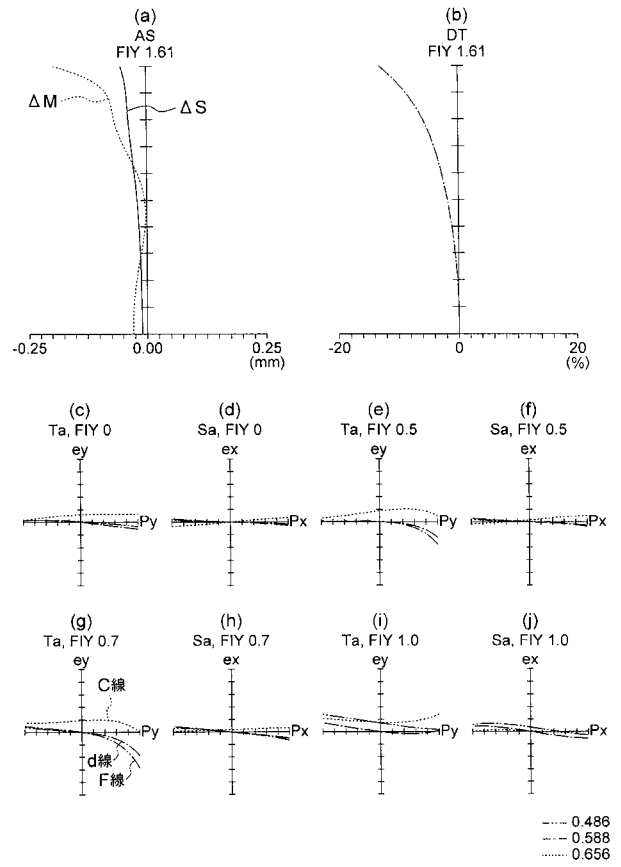 (a)
AS
FIY 1.61
ΔM
ΔS
-0.25
0.00
0.25
(mm)
(b)
DT
FIY 1.61
-20
0
20
(%)
(c)
Ta, FIY 0
ey
Py
(d)
Sa, FIY 0
ex
Px
(e)
Ta, FIY 0.5
ey
Py
(f)
Sa, FIY 0.5
ex
Px
(g)
Ta, FIY 0.7
ey
C線
Py
d線
F線
(h)
Sa, FIY 0.7
ex
Px
(i)
Ta, FIY 1.0
ey
Py
(j)
Sa, FIY 1.0
ex
Px
0.486
0.588
0.656